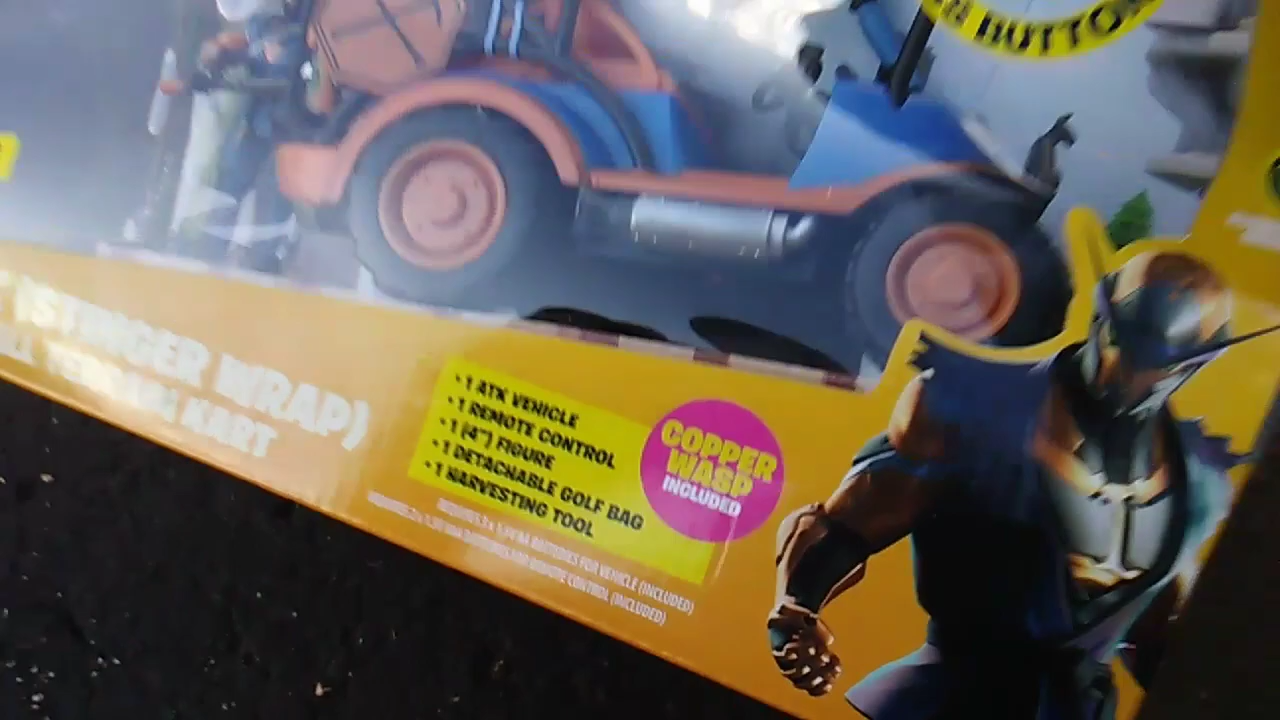 & BUTTON
(STINGER WRAP)
ALL TERRAIN KART
• 1 ATK VEHICLE
• 1 REMOTE CONTROL
• 1 (4") FIGURE
• 1 DETACHABLE GOLF BAG
• 1 HARVESTING TOOL
COPPER
WASP
INCLUDED
BATTERIES FOR VEHICLE (INCLUDED)
BATTERIES FOR REMOTE CONTROL (INCLUDED)